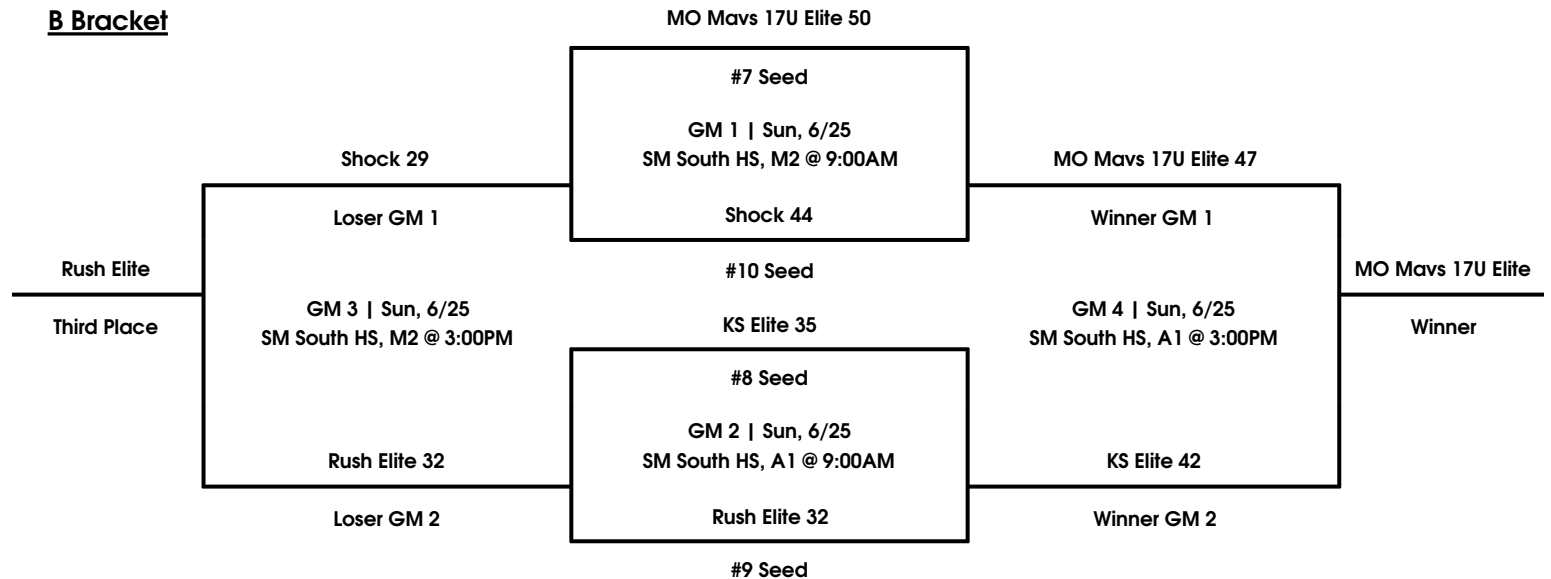 B Bracket
MO Mavs 17U Elite 50
#7 Seed
GM 1 | Sun, 6/25
SM South HS, M2 @ 9:00AM
Shock 29
MO Mavs 17U Elite 47
Loser GM 1
Shock 44
Winner GM 1
Rush Elite
#10 Seed
MO Mavs 17U Elite
Third Place
GM 3 | Sun, 6/25
SM South HS, M2 @ 3:00PM
KS Elite 35
GM 4 | Sun, 6/25
SM South HS, A1 @ 3:00PM
Winner
#8 Seed
GM 2 | Sun, 6/25
SM South HS, A1 @ 9:00AM
Rush Elite 32
KS Elite 42
Loser GM 2
Rush Elite 32
Winner GM 2
#9 Seed